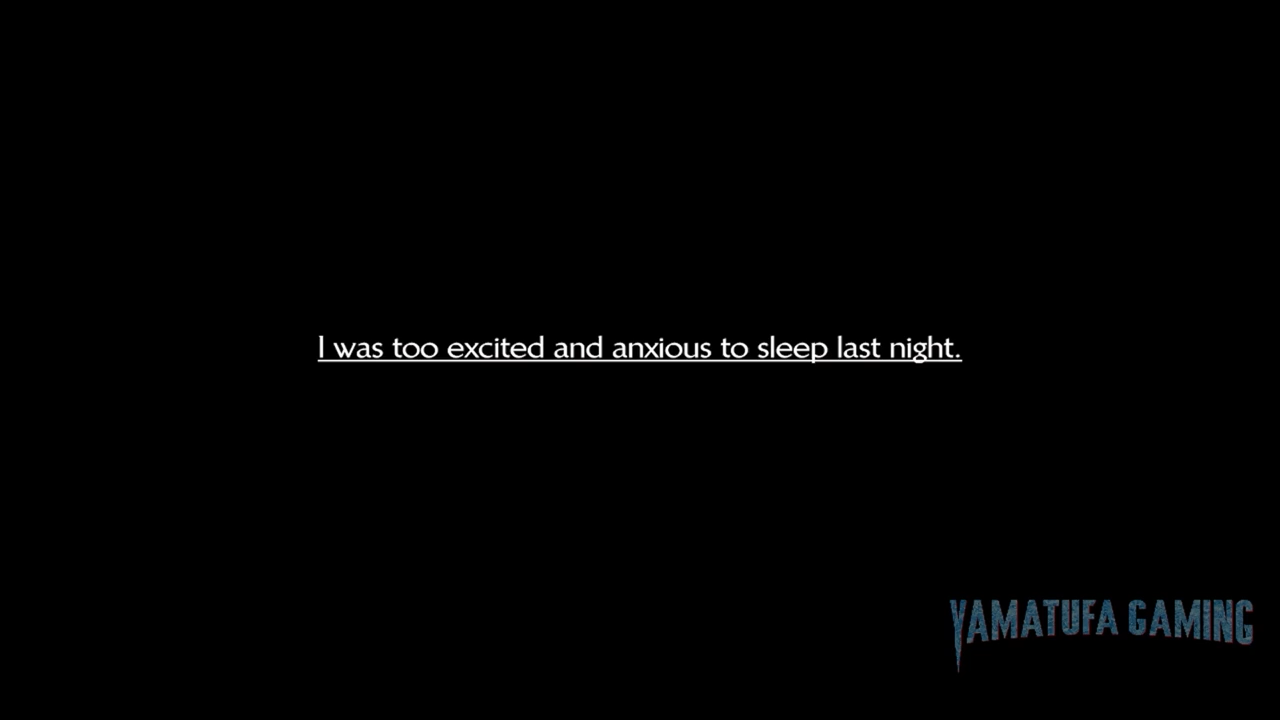 I was too excited and anxious to sleep last night.
YAMATUFA GAMING